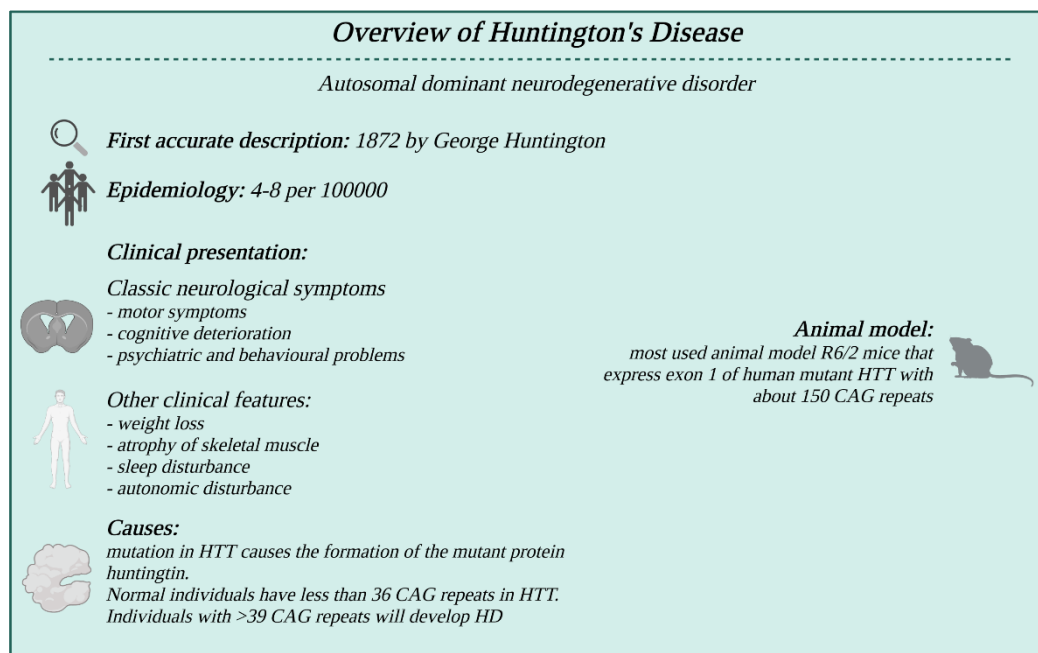 Overview of Huntington's Disease
Autosomal dominant neurodegenerative disorder
First accurate description: 1872 by George Huntington
Epidemiology: 4-8 per 100000
Clinical presentation:
Classic neurological symptoms
- motor symptoms
- cognitive deterioration
- psychiatric and behavioural problems
Other clinical features:
- weight loss
- atrophy of skeletal muscle
- sleep disturbance
- autonomic disturbance
Causes:
mutation in HTT causes the formation of the mutant protein
huntingtin.
Normal individuals have less than 36 CAG repeats in HTT.
Individuals with >39 CAG repeats will develop HD
Animal model:
most used animal model R6/2 mice that
express exon 1 of human mutant HTT with
about 150 CAG repeats